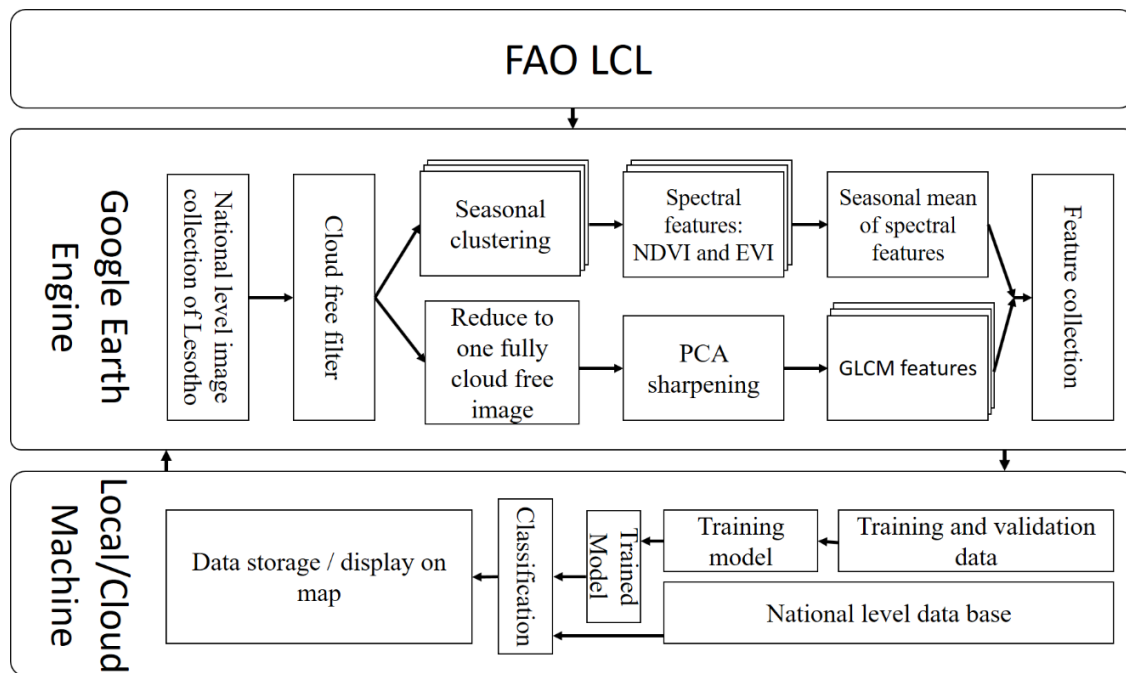 FAO LCL
Google Earth
Engine
National level image
collection of Lesotho
Cloud free filter
Seasonal
clustering
Spectral
features:
NDVI and EVI
Seasonal mean
of spectral
features
Reduce to
one fully
cloud free
image
PCA
sharpening
GLCM features
Feature collection
Local/Cloud
Machine
Data storage / display on
map
Classification
Trained
Model
Training
model
Training and validation
data
National level data base